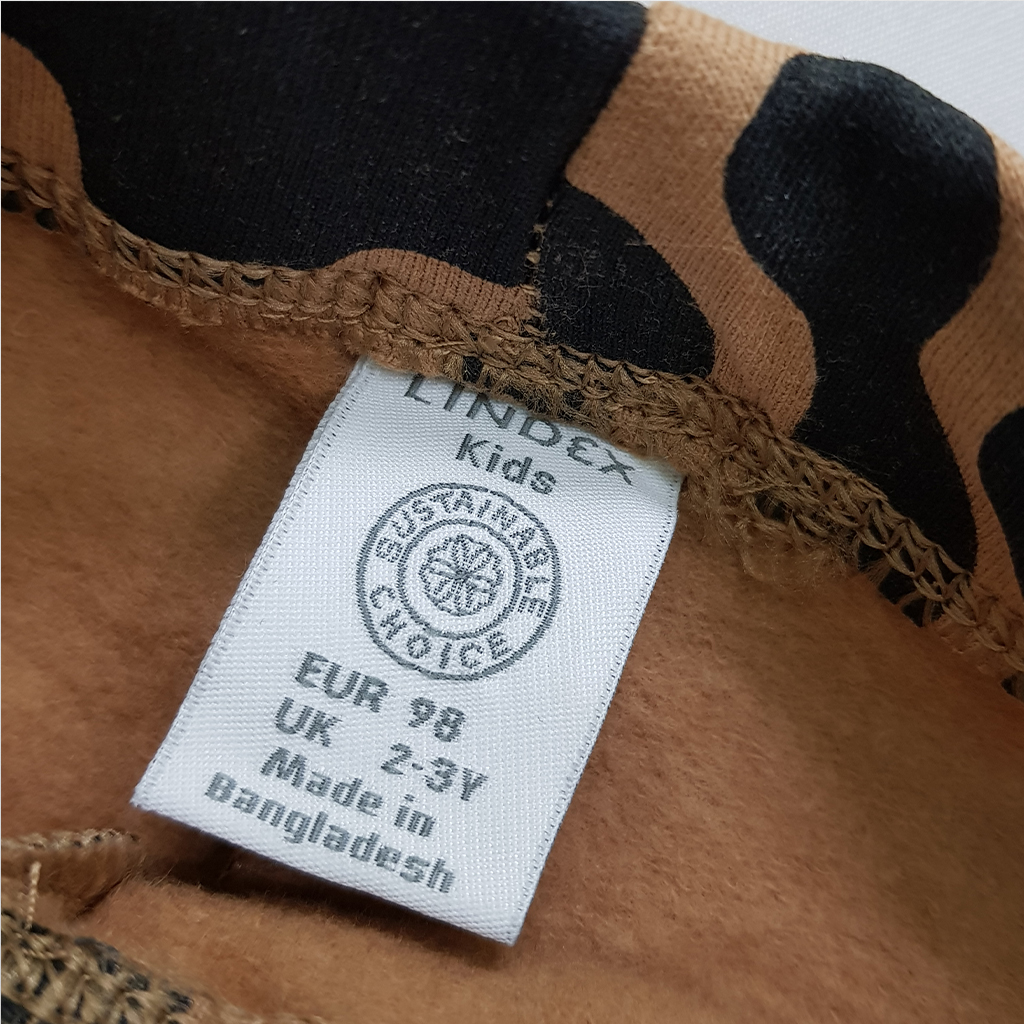 LINDEX
Kids
SUSTAINABLE
CHOICE
EUR 98
UK 2-3Y
Made in
Bangladesh